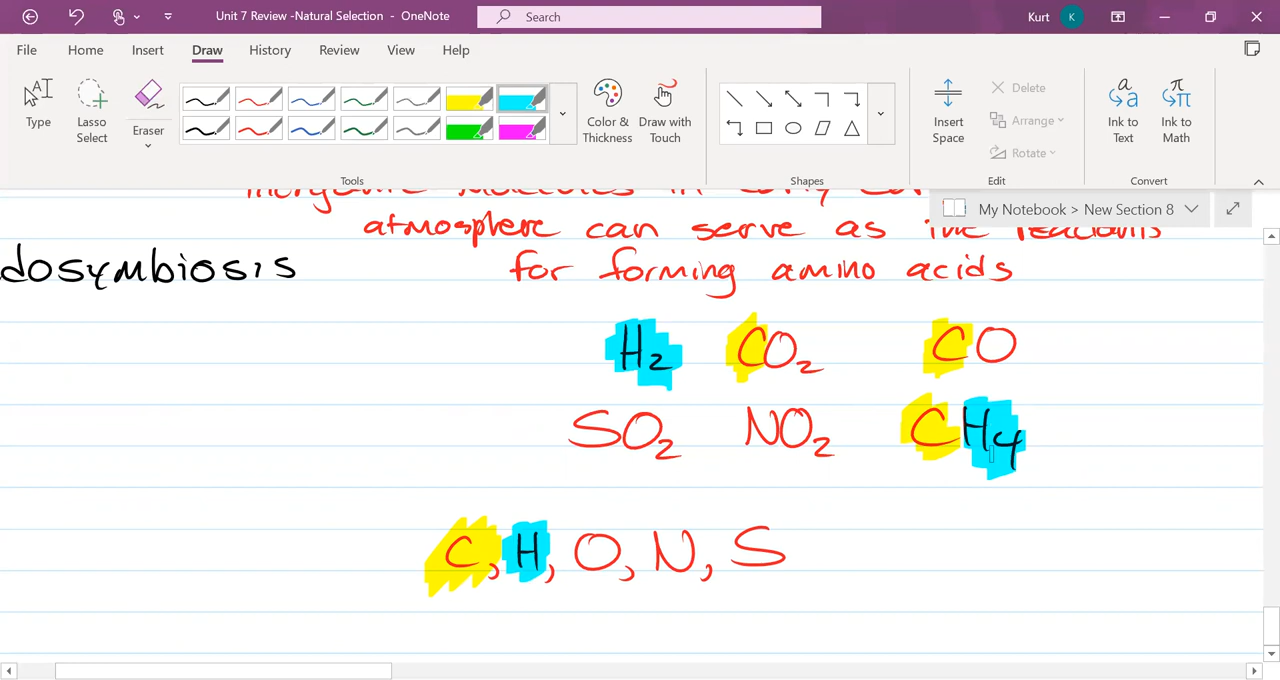 Unit 7 Review -Natural Selection - OneNote
Search
Kurt
K
File Home Insert Draw History Review View Help
Type
Lasso Select
Eraser
Color & Thickness
Draw with Touch
Insert Space
Delete
Arrange
Rotate
Ink to Text
Ink to Math
Tools
Shapes
Edit
Convert
My Notebook > New Section 8
molecules in
atmosphere can serve as the
dosymbiosis
for forming amino acids
H₂ CO₂ CO
SO₂ NO₂ CH₄
C, H, O, N, S